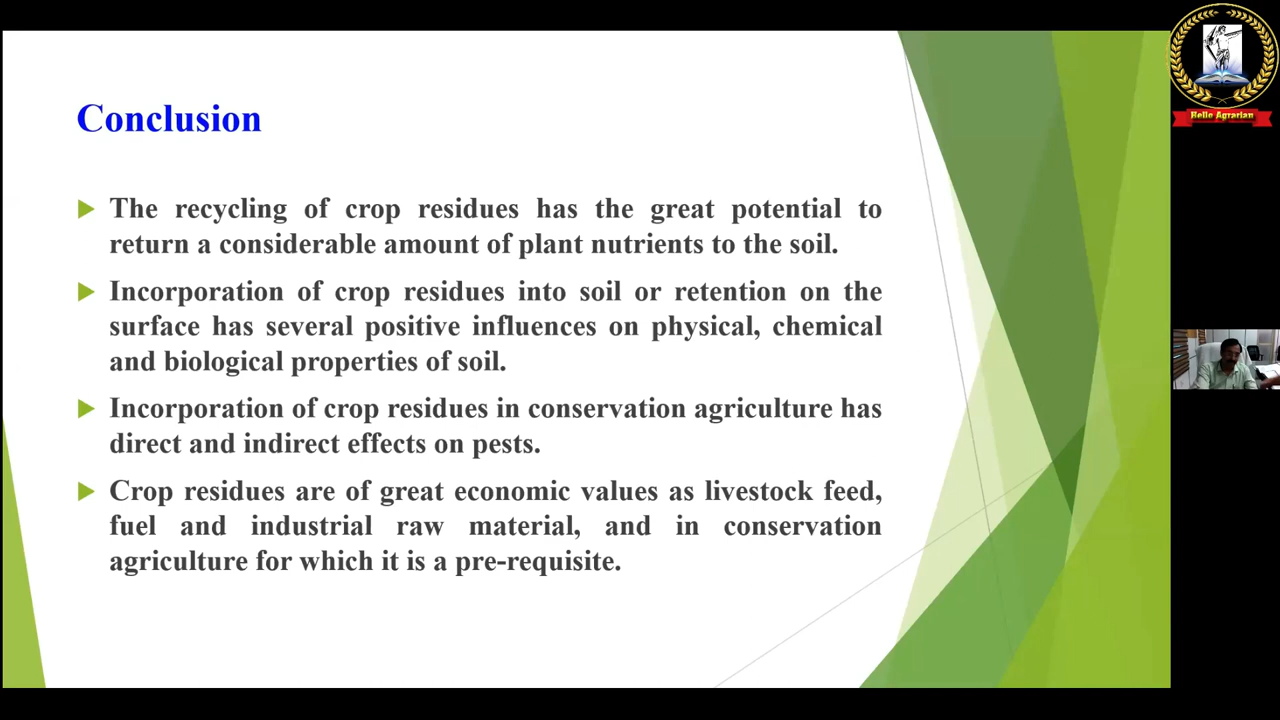 Conclusion
The recycling of crop residues has the great potential to
return a considerable amount of plant nutrients to the soil.
Incorporation of crop residues into soil or retention on the
surface has several positive influences on physical, chemical
and biological properties of soil.
Incorporation of crop residues in conservation agriculture has
direct and indirect effects on pests.
Crop residues are of great economic values as livestock feed,
fuel and industrial raw material, and in conservation
agriculture for which it is a pre-requisite.
Hello Agrarian